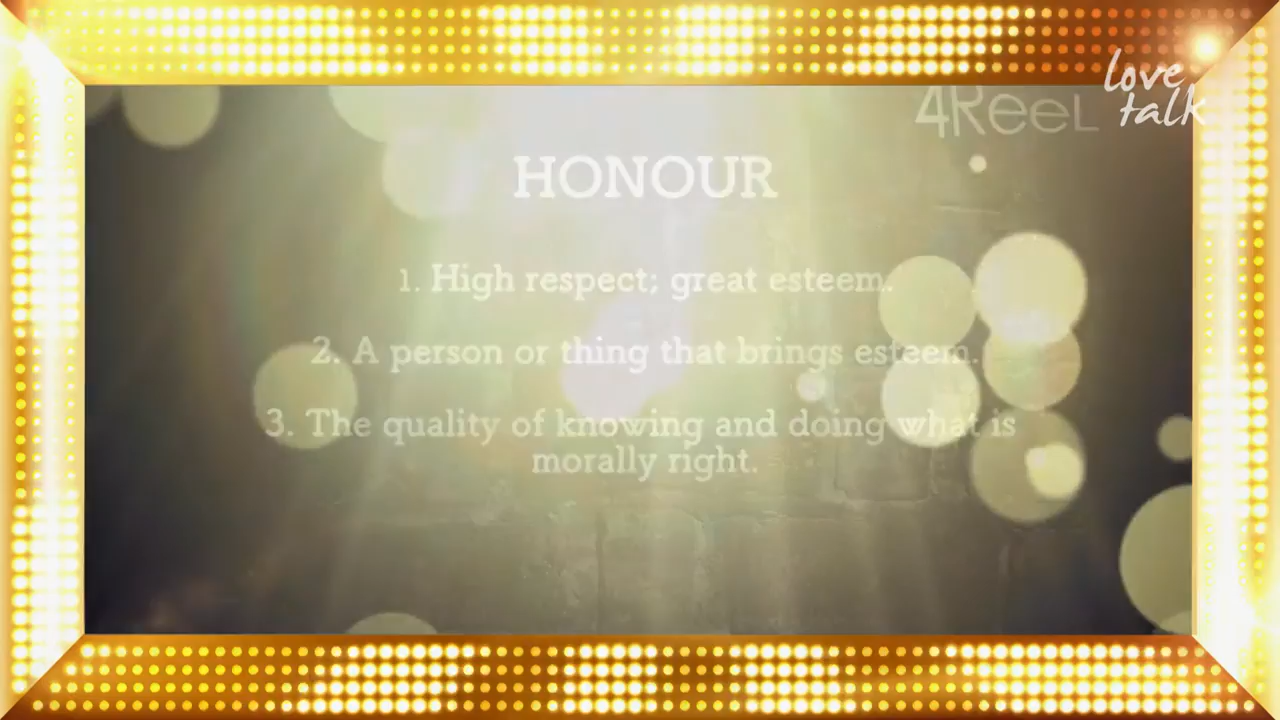 love
talk
4ReeL
HONOUR
1. High respect; great esteem.
2. A person or thing that brings esteem.
3. The quality of knowing and doing what is
morally right.